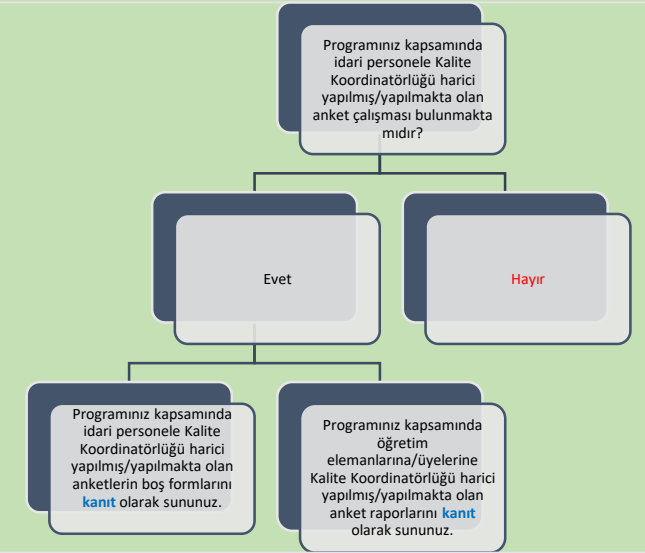 Programınız kapsamında
idari personele Kalite
Koordinatörlüğü harici
yapılmış/yapılmakta olan
anket çalışması bulunmakta
mıdır?
Evet
Hayır
Programınız kapsamında
idari personele Kalite
Koordinatörlüğü harici
yapılmış/yapılmakta olan
anketlerin boş formlarını
kanıt olarak sununuz.
Programınız kapsamında
öğretim
elemanlarına/üyelerine
Kalite Koordinatörlüğü harici
yapılmış/yapılmakta olan
anket raporlarını kanıt
olarak sununuz.